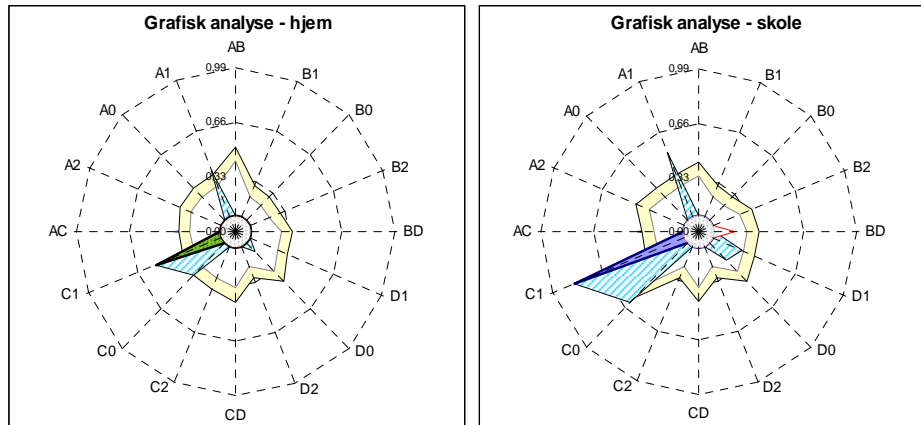 Grafisk analyse - hjem
AB
B1
B0
B2
BD
D1
D0
D2
CD
C2
C0
C1
AC
A2
A0
A1
0,99
0,66
0,33
0,00
Grafisk analyse - skole
AB
B1
B0
B2
BD
D1
D0
D2
CD
C2
C0
C1
AC
A2
A0
A1
0,99
0,66
0,33
0,00